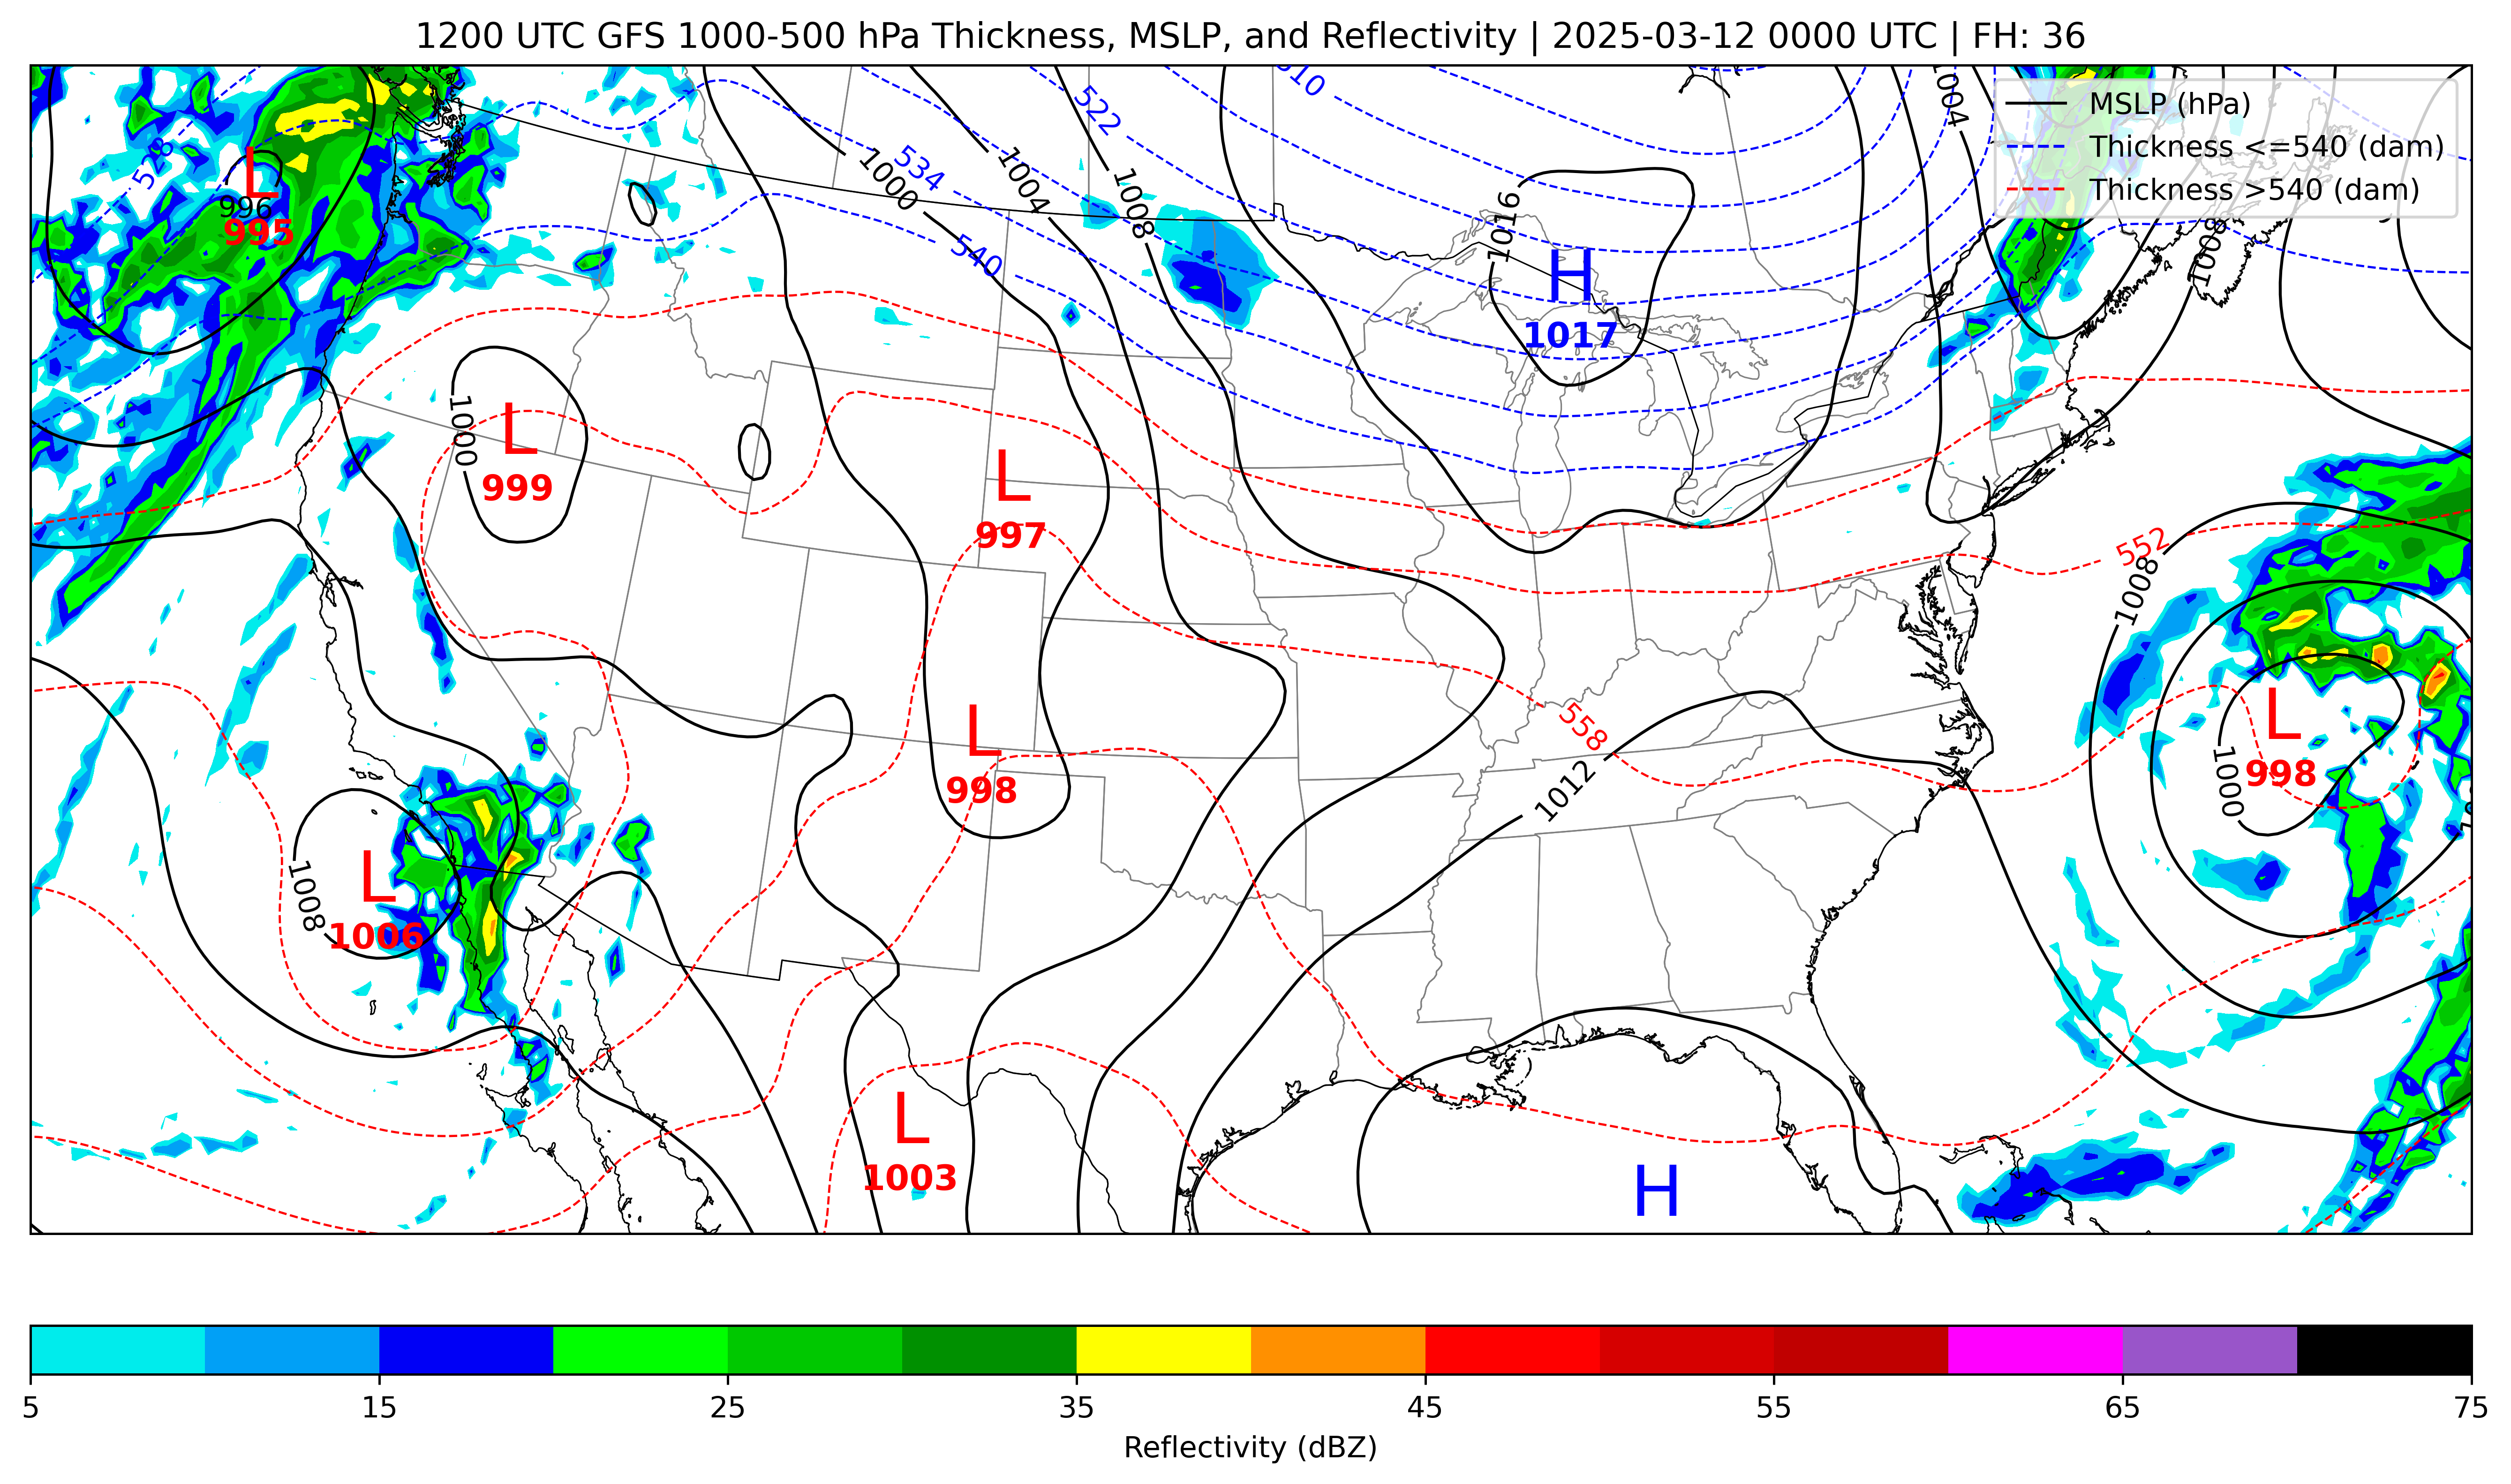 1200 UTC GFS 1000-500 hPa Thickness, MSLP, and Reflectivity | 2025-03-12 0000 UTC | FH: 36
MSLP (hPa)
Thickness <=540 (dam)
Thickness >540 (dam)
510
522
528
534
540
1000
1004
1008
1016
1004
1008
L
996
995
H
1017
L
999
1000
L
997
552
1008
558
1012
L
998
L
998
1000
L
1006
1008
L
1003
H
5
15
25
35
45
55
65
75
Reflectivity (dBZ)